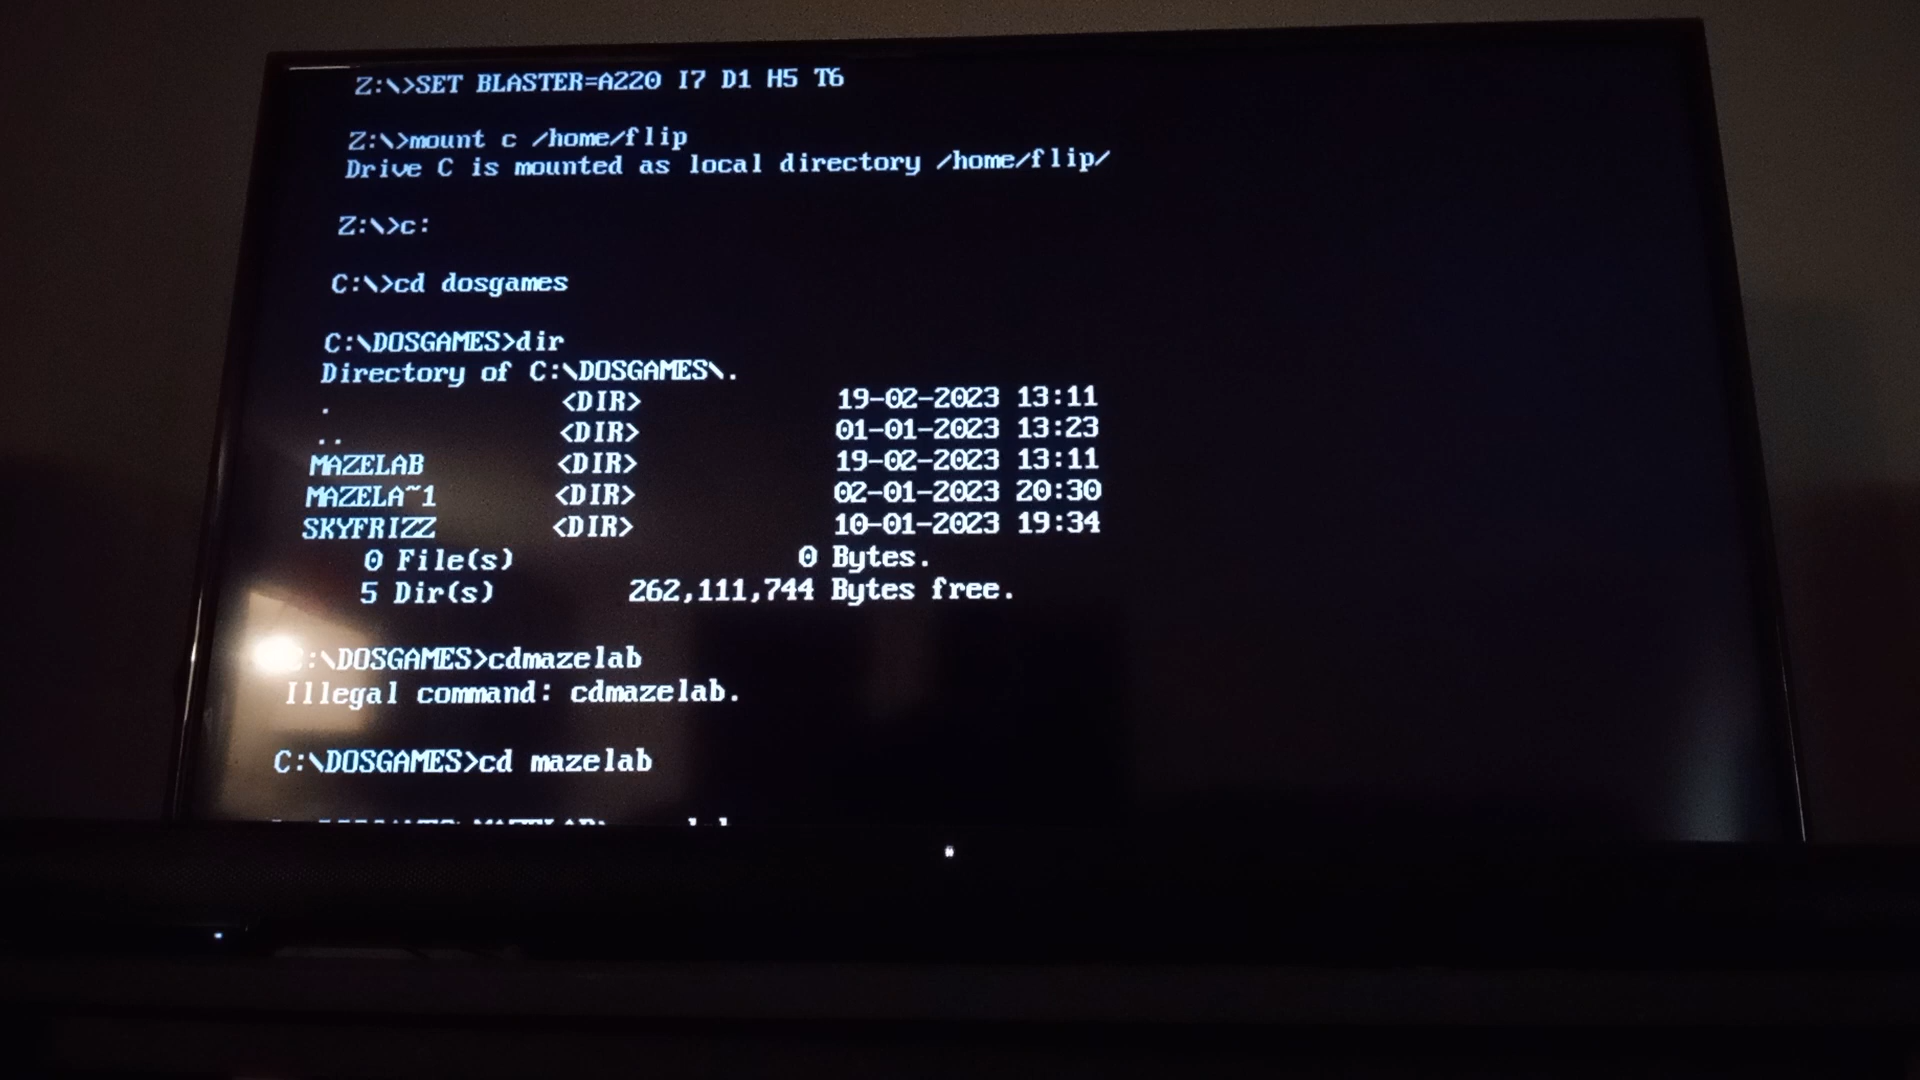 Z:\>SET BLASTER=A220 I7 D1 H5 T6
Z:\>mount c /home/flip
Drive C is mounted as local directory /home/flip/
Z:\>c:
C:\>cd dosgames
C:\DOSGAMES>dir
Directory of C:\DOSGAMES\.
. <DIR> 19-02-2023 13:11
.. <DIR> 01-01-2023 13:23
MAZELAB <DIR> 19-02-2023 13:11
MAZELA~1 <DIR> 02-01-2023 20:30
SKYFRIZZ <DIR> 10-01-2023 19:34
0 File(s) 0 Bytes.
5 Dir(s) 262,111,744 Bytes free.
:\DOSGAMES>cdmazelab
Illegal command: cdmazelab.
C:\DOSGAMES>cd mazelab